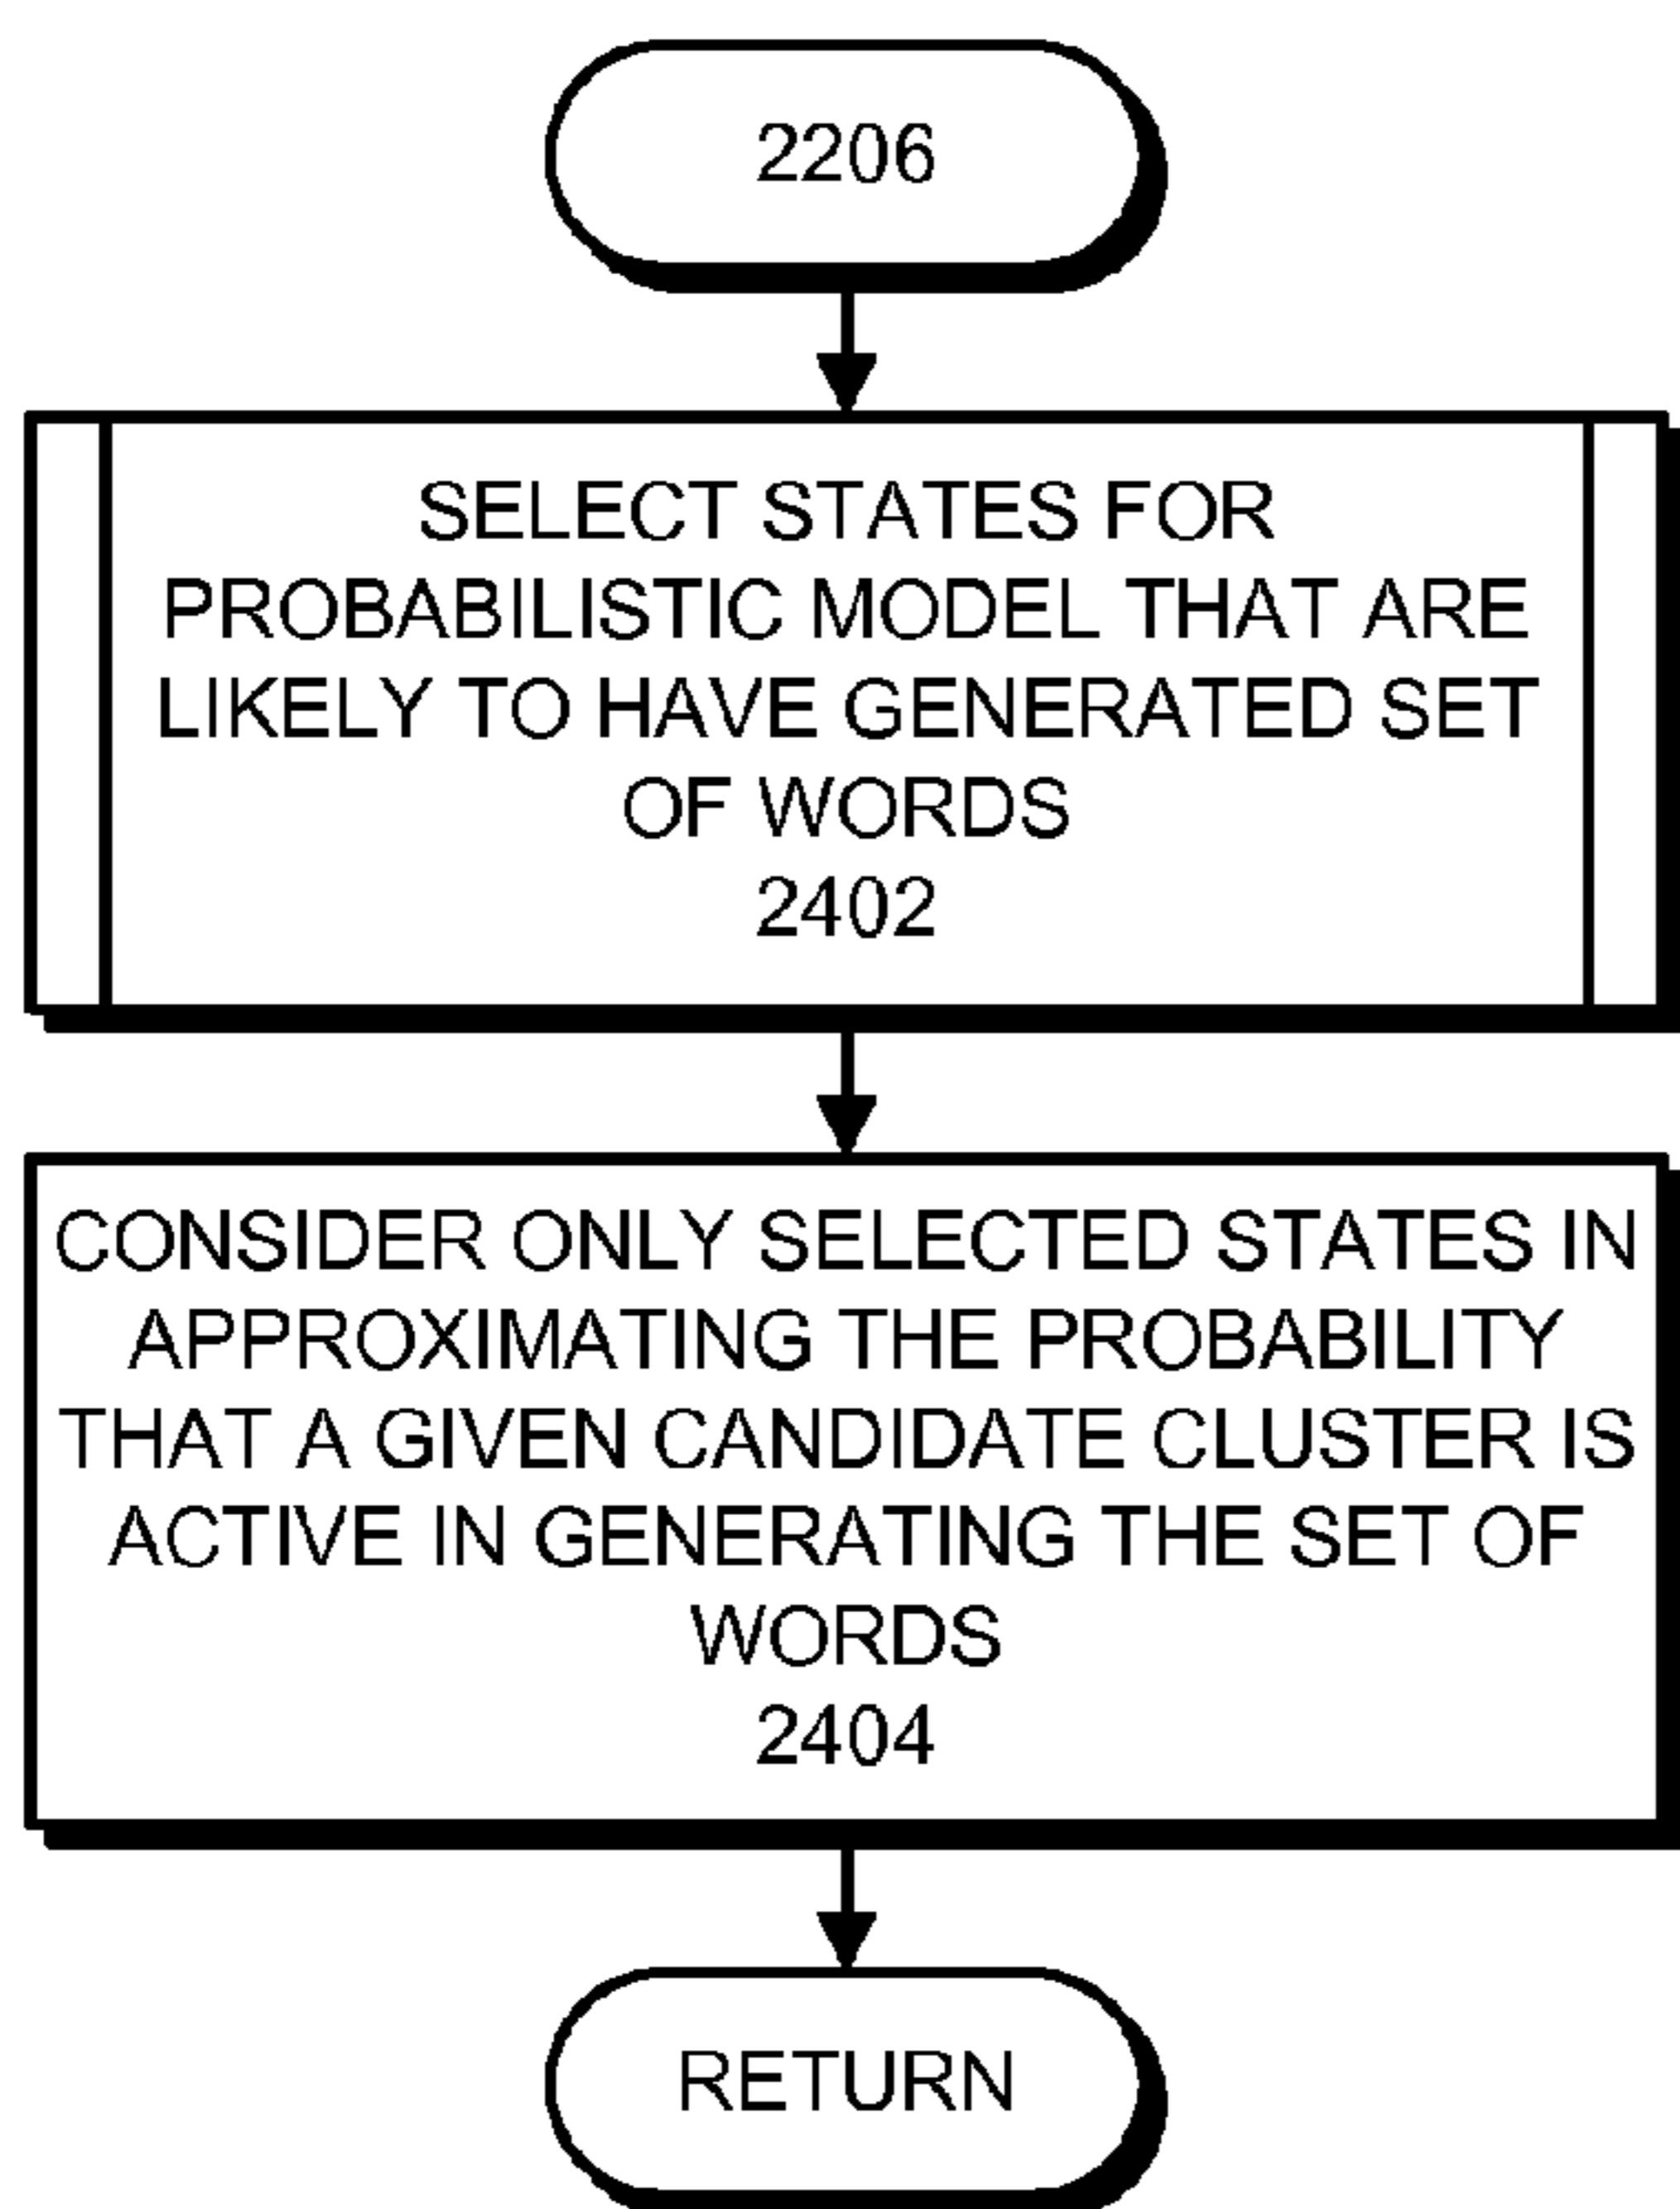 2206
SELECT STATES FOR
PROBABILISTIC MODEL THAT ARE
LIKELY TO HAVE GENERATED SET
OF WORDS
2402
CONSIDER ONLY SELECTED STATES IN
APPROXIMATING THE PROBABILITY
THAT A GIVEN CANDIDATE CLUSTER IS
ACTIVE IN GENERATING THE SET OF
WORDS
2404
RETURN